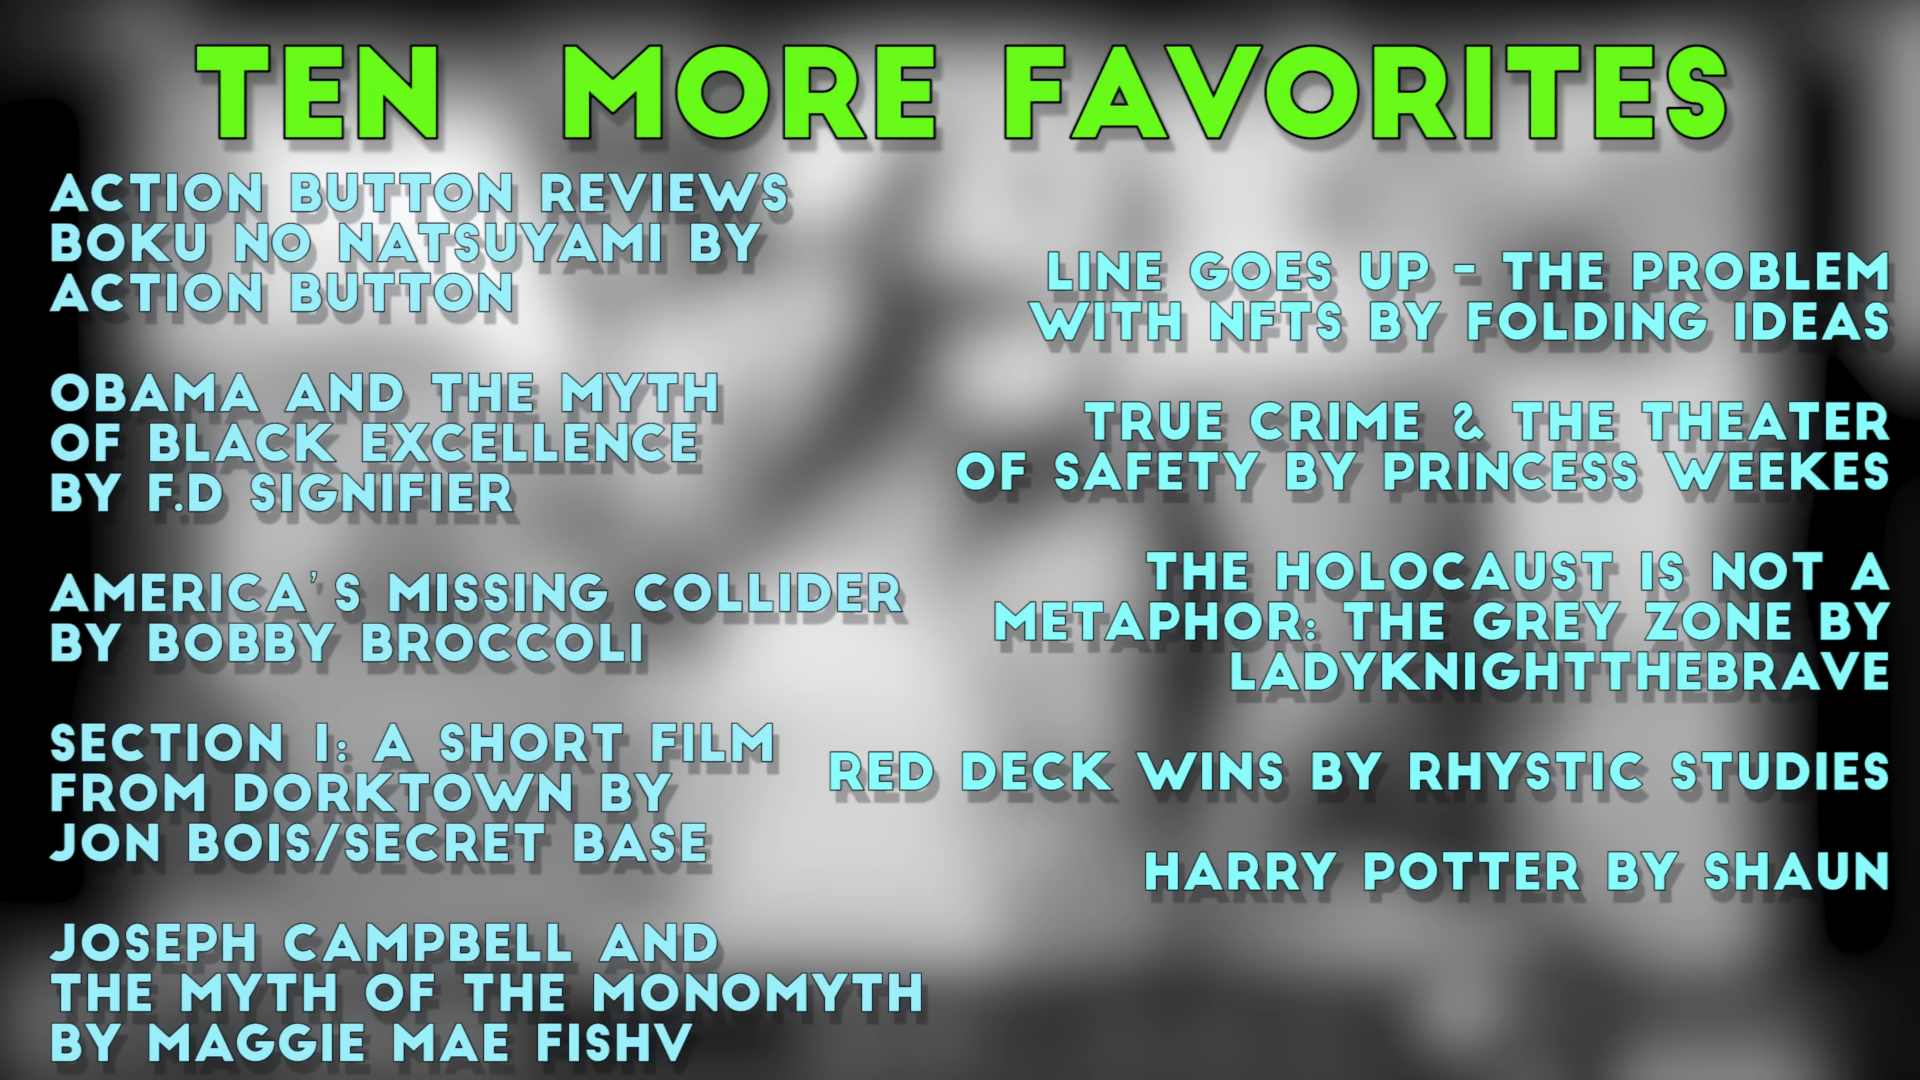 TEN MORE FAVORITES
ACTION BUTTON REVIEWS
BOKU NO NATSUYAMI BY
ACTION BUTTON
OBAMA AND THE MYTH
OF BLACK EXCELLENCE
BY F.D SIGNIFIER
AMERICA'S MISSING COLLIDER
BY BOBBY BROCCOLI
SECTION 1: A SHORT FILM
FROM DORKTOWN BY
JON BOIS/SECRET BASE
JOSEPH CAMPBELL AND
THE MYTH OF THE MONOMYTH
BY MAGGIE MAE FISHV
LINE GOES UP - THE PROBLEM
WITH NFTS BY FOLDING IDEAS
TRUE CRIME & THE THEATER
OF SAFETY BY PRINCESS WEEKES
THE HOLOCAUST IS NOT A
METAPHOR: THE GREY ZONE BY
LADYKNIGHTTHEBRAVE
RED DECK WINS BY RHYSTIC STUDIES
HARRY POTTER BY SHAUN